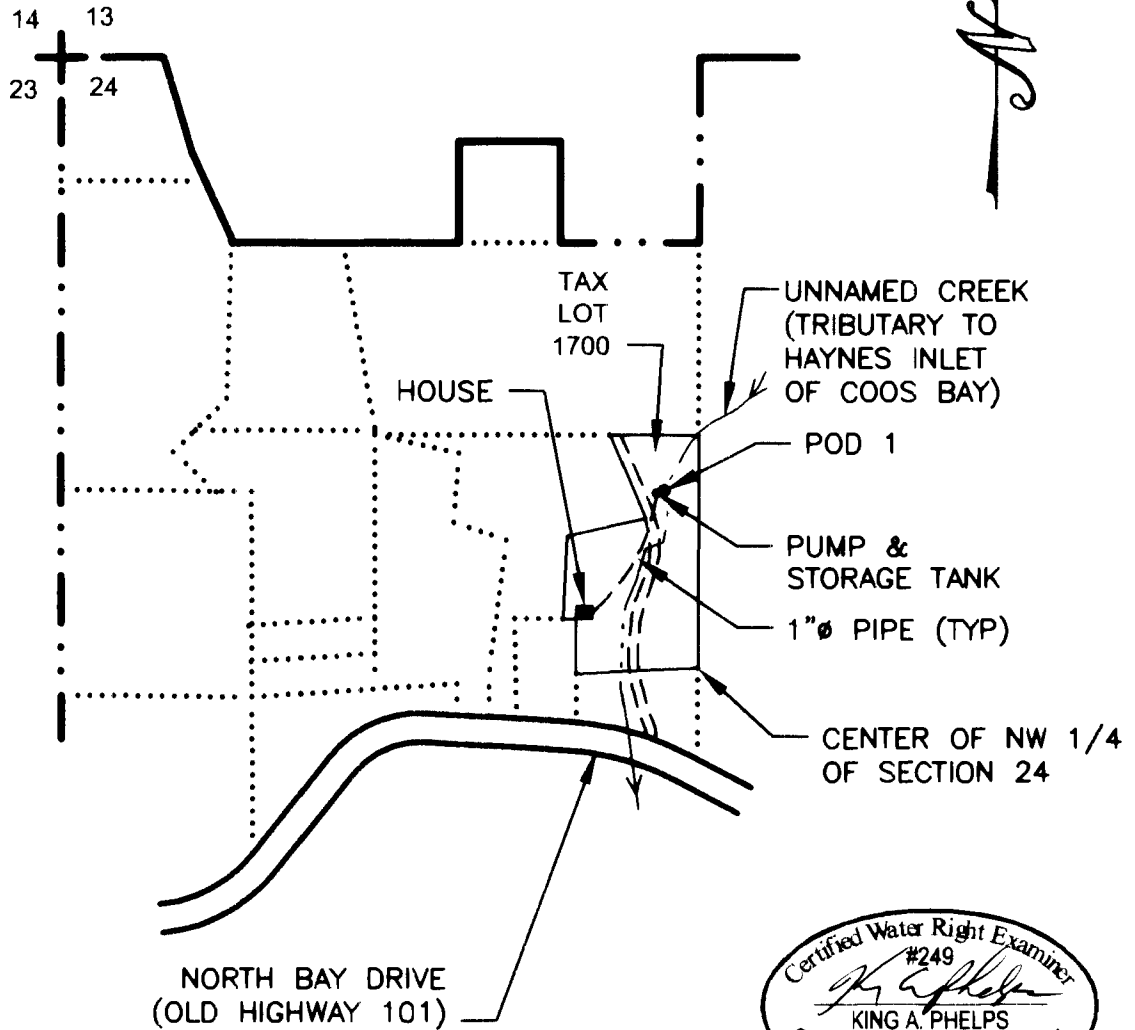 14 13
23 24
TAX
LOT
1700
UNNAMED CREEK
(TRIBUTARY TO
HAYNES INLET
OF COOS BAY)
HOUSE
POD 1
PUMP &
STORAGE TANK
1"ø PIPE (TYP)
CENTER OF NW 1/4
OF SECTION 24
NORTH BAY DRIVE
(OLD HIGHWAY 101)
Certified Water Right Examiner
#249
KING A. PHELPS